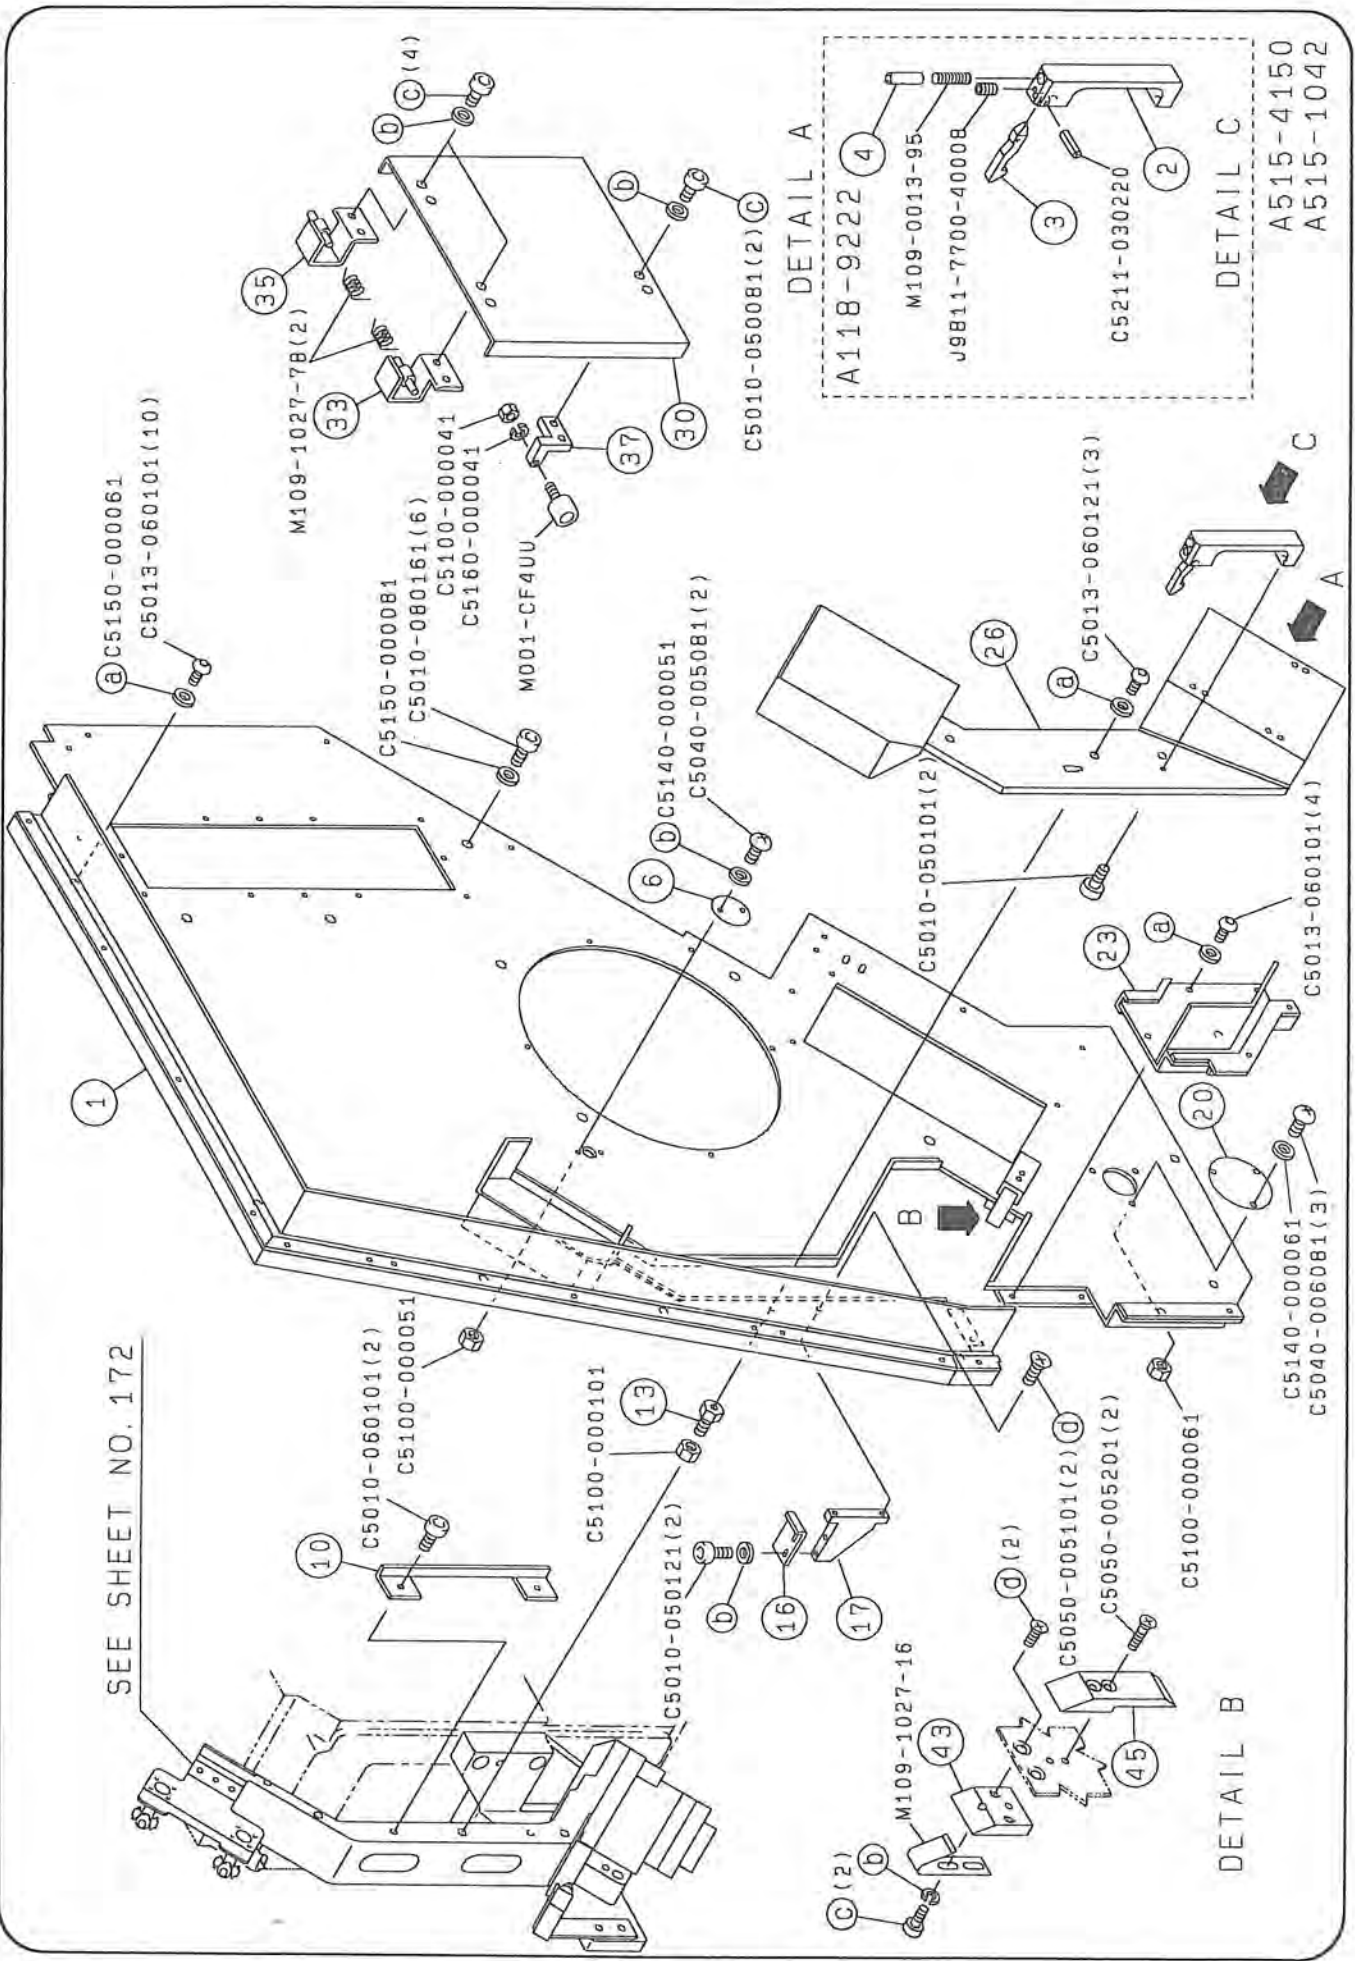 SEE SHEET NO. 172
1
a C5150-000061
C5013-060101(10)
M109-1027-78(2)
35
33
b
c (4)
C5100-000041
C5160-000041
M001-CF4UU
37
30
b
c
C5010-050081(2)
DETAIL A
C5150-000081
C5010-080161(6)
6
b C5140-000051
C5040-005081(2)
10
C5010-060101(2)
C5100-000051
C5100-000101
13
C5010-050121(2)
b
16
17
B
C5010-050101(2)
26
a
C5013-060121(3)
C
A
23
a
C5013-060101(4)
20
C5140-000061
C5040-006081(3)
C5100-000061
d
C5050-005101(2)
C5050-005201(2)
d (2)
M109-1027-16
43
45
c (2)
b
DETAIL B
A118-9222
4
M109-0013-95
J9811-7700-4000B
3
C5211-030220
2
DETAIL C
A515-4150
A515-1042